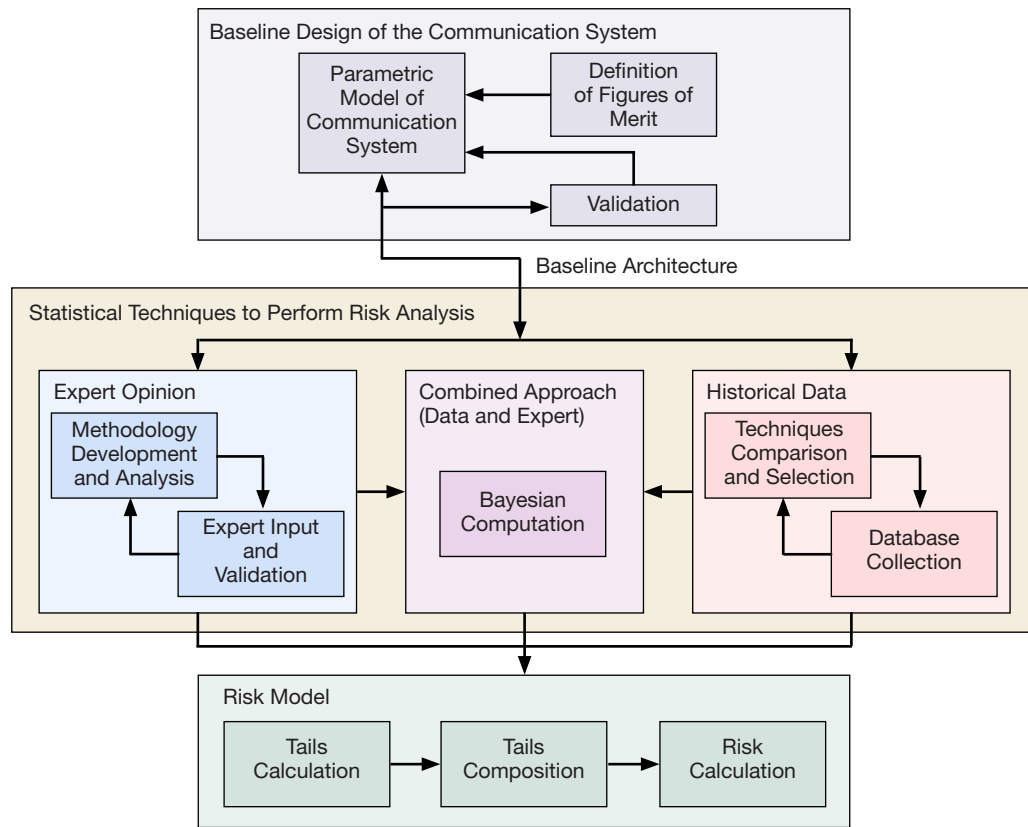 Baseline Design of the Communication System
Parametric
Model of
Communication
System
Definition
of Figures of
Merit
Validation
Baseline Architecture
Statistical Techniques to Perform Risk Analysis
Expert Opinion
Methodology
Development
and Analysis
Expert Input
and
Validation
Combined Approach
(Data and Expert)
Bayesian
Computation
Historical Data
Techniques
Comparison
and Selection
Database
Collection
Risk Model
Tails
Calculation
Tails
Composition
Risk
Calculation